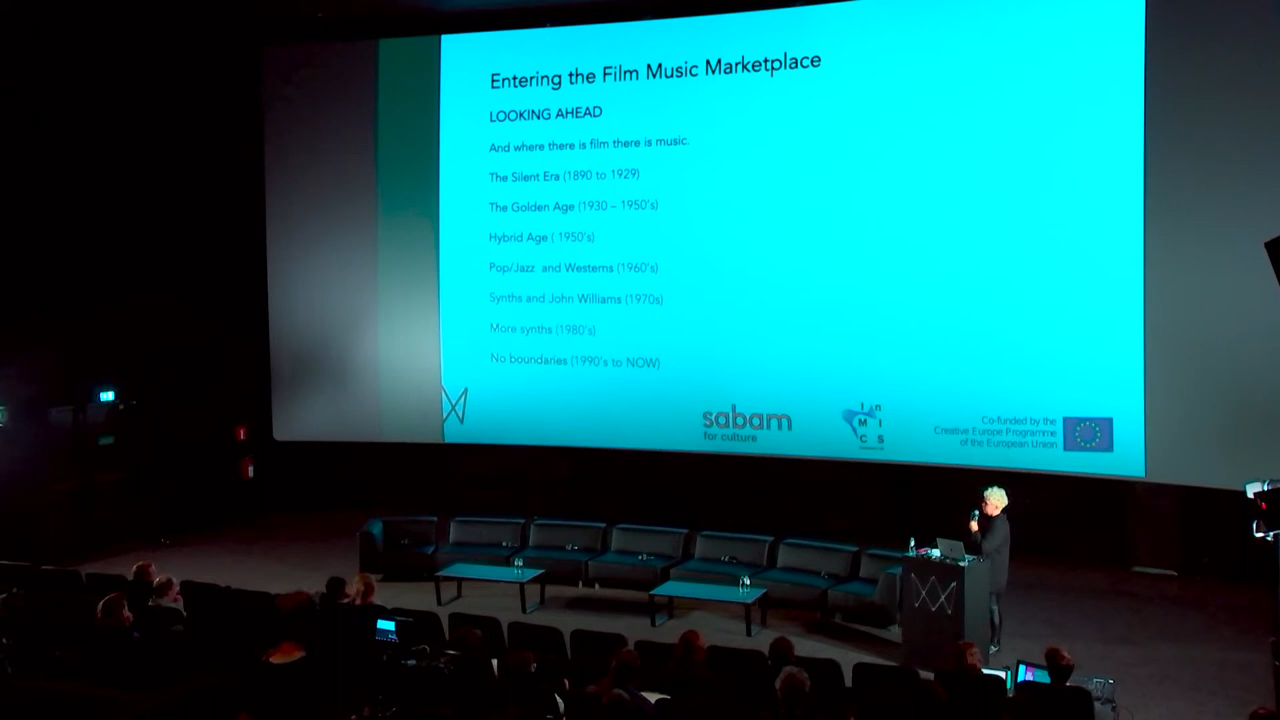 Entering the Film Music Marketplace
LOOKING AHEAD
And where there is film there is music.
The Silent Era (1890 to 1929)
The Golden Age (1930 – 1950's)
Hybrid Age ( 1950's)
Pop/Jazz and Westerns (1960's)
Synths and John Williams (1970s)
More synths (1980's)
No boundaries (1990's to NOW)
sabam
for culture
In
M I
C S
Co-funded by the
Creative Europe Programme
of the European Union